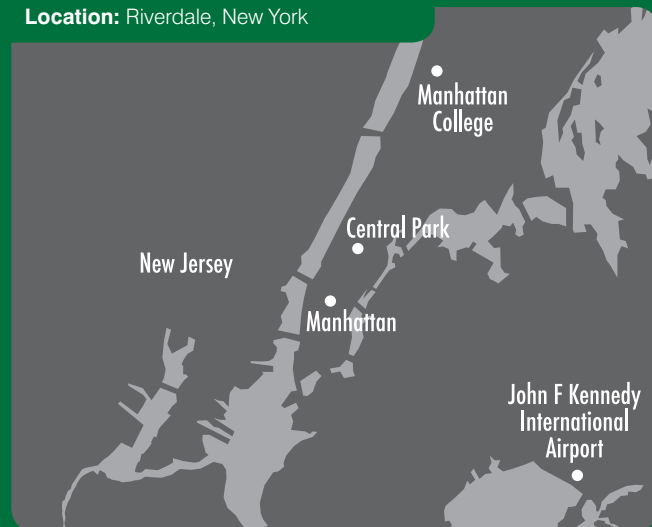 Location: Riverdale, New York
Manhattan
College
Central Park
New Jersey
Manhattan
John F Kennedy
International
Airport